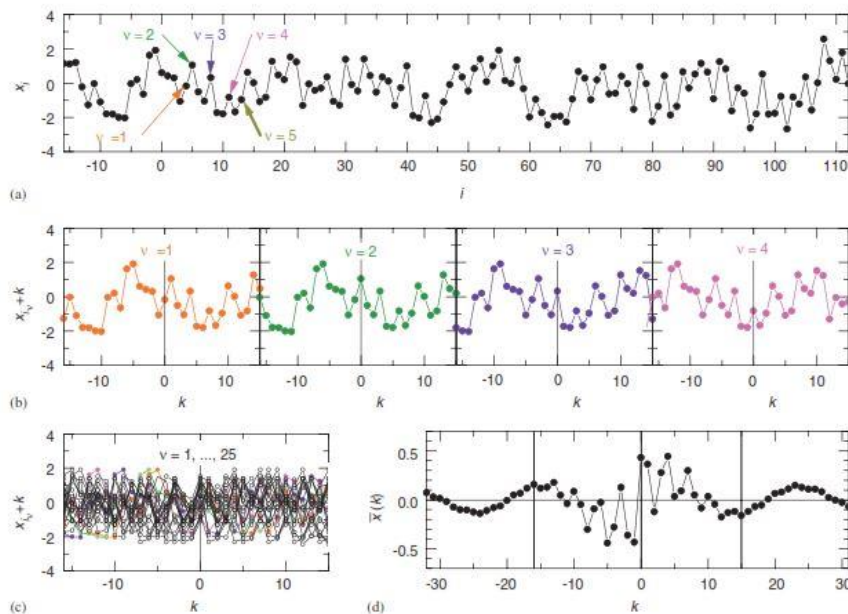 4
2
0
-2
-4
x_i
ν = 2
ν = 3
ν = 4
ν =1
ν = 5
-10 0 10 20 30 40 50 60 70 80 90 100 110
(a)
i
4
2
0
-2
-4
x_{i_ν}+k
ν =1
ν =2
ν =3
ν =4
-10 0 10 -10 0 10 -10 0 10 -10 0 10
(b)
k k k k
4
2
0
-2
-4
x_{i_ν}+k
ν = 1, ..., 25
-10 0 10
(c)
k
0.5
0.0
-0.5
x̄ (k)
-30 -20 -10 0 10 20 30
(d)
k